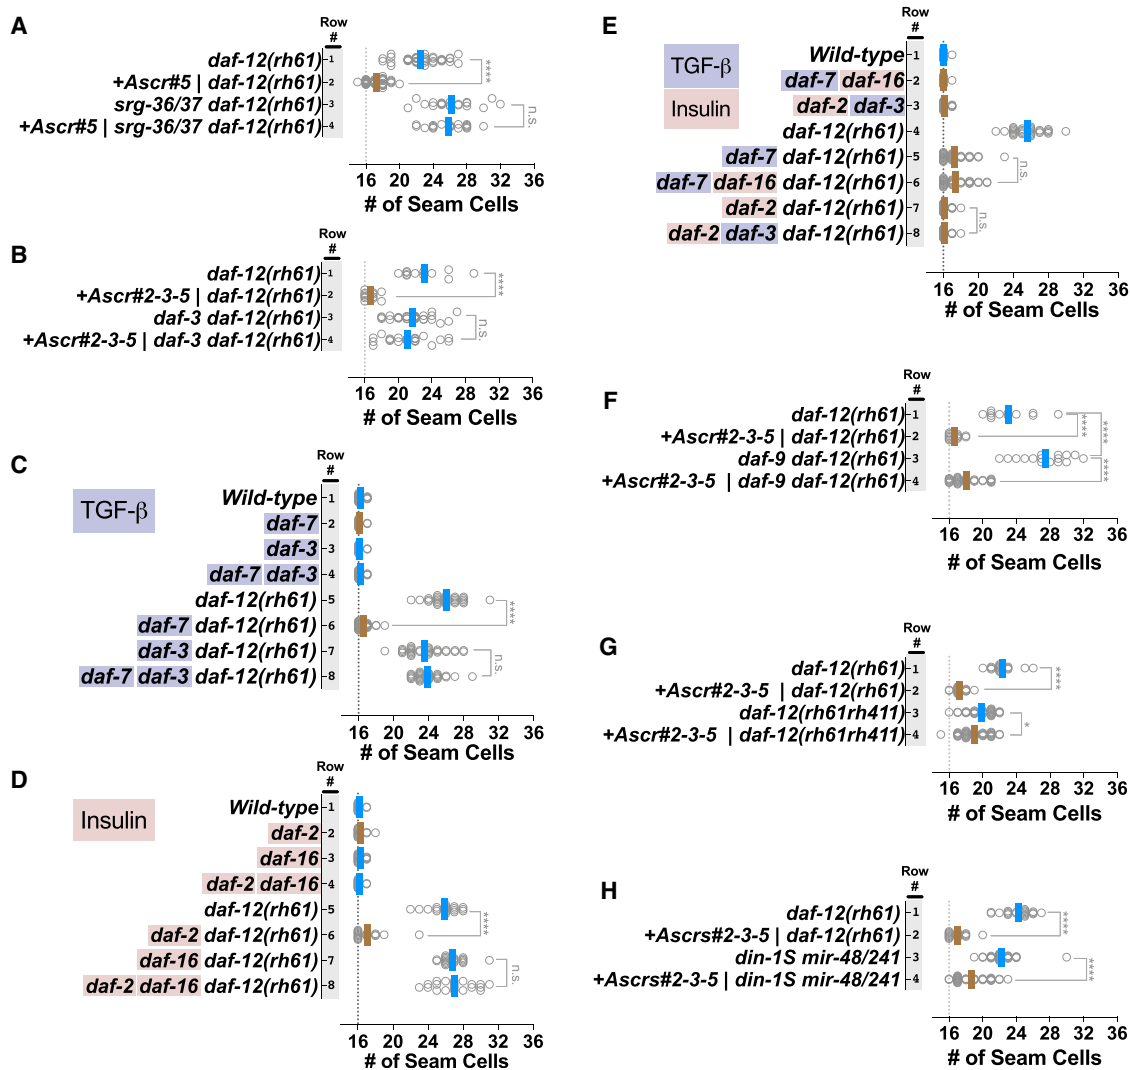 A
Row
#
daf-12(rh61) 1
+Ascr#5 | daf-12(rh61) 2
srg-36/37 daf-12(rh61) 3
+Ascr#5 | srg-36/37 daf-12(rh61) 4
****
n.s.
16 20 24 28 32 36
# of Seam Cells
B
Row
#
daf-12(rh61) 1
+Ascr#2-3-5 | daf-12(rh61) 2
daf-3 daf-12(rh61) 3
+Ascr#2-3-5 | daf-3 daf-12(rh61) 4
****
n.s.
16 20 24 28 32 36
# of Seam Cells
C
TGF-β
Row
#
Wild-type 1
daf-7 2
daf-3 3
daf-7 daf-3 4
daf-12(rh61) 5
daf-7 daf-12(rh61) 6
daf-3 daf-12(rh61) 7
daf-7 daf-3 daf-12(rh61) 8
****
n.s.
16 20 24 28 32 36
# of Seam Cells
D
Insulin
Row
#
Wild-type 1
daf-2 2
daf-16 3
daf-2 daf-16 4
daf-12(rh61) 5
daf-2 daf-12(rh61) 6
daf-16 daf-12(rh61) 7
daf-2 daf-16 daf-12(rh61) 8
****
n.s.
16 20 24 28 32 36
# of Seam Cells
E
TGF-β
Insulin
Row
#
Wild-type 1
daf-7 daf-16 2
daf-2 daf-3 3
daf-12(rh61) 4
daf-7 daf-12(rh61) 5
daf-7 daf-16 daf-12(rh61) 6
daf-2 daf-12(rh61) 7
daf-2 daf-3 daf-12(rh61) 8
n.s.
n.s.
16 20 24 28 32 36
# of Seam Cells
F
Row
#
daf-12(rh61) 1
+Ascr#2-3-5 | daf-12(rh61) 2
daf-9 daf-12(rh61) 3
+Ascr#2-3-5 | daf-9 daf-12(rh61) 4
****
****
****
16 20 24 28 32 36
# of Seam Cells
G
Row
#
daf-12(rh61) 1
+Ascr#2-3-5 | daf-12(rh61) 2
daf-12(rh61rh411) 3
+Ascr#2-3-5 | daf-12(rh61rh411) 4
****
*
16 20 24 28 32 36
# of Seam Cells
H
Row
#
daf-12(rh61) 1
+Ascrs#2-3-5 | daf-12(rh61) 2
din-1S mir-48/241 3
+Ascrs#2-3-5 | din-1S mir-48/241 4
****
****
16 20 24 28 32 36
# of Seam Cells